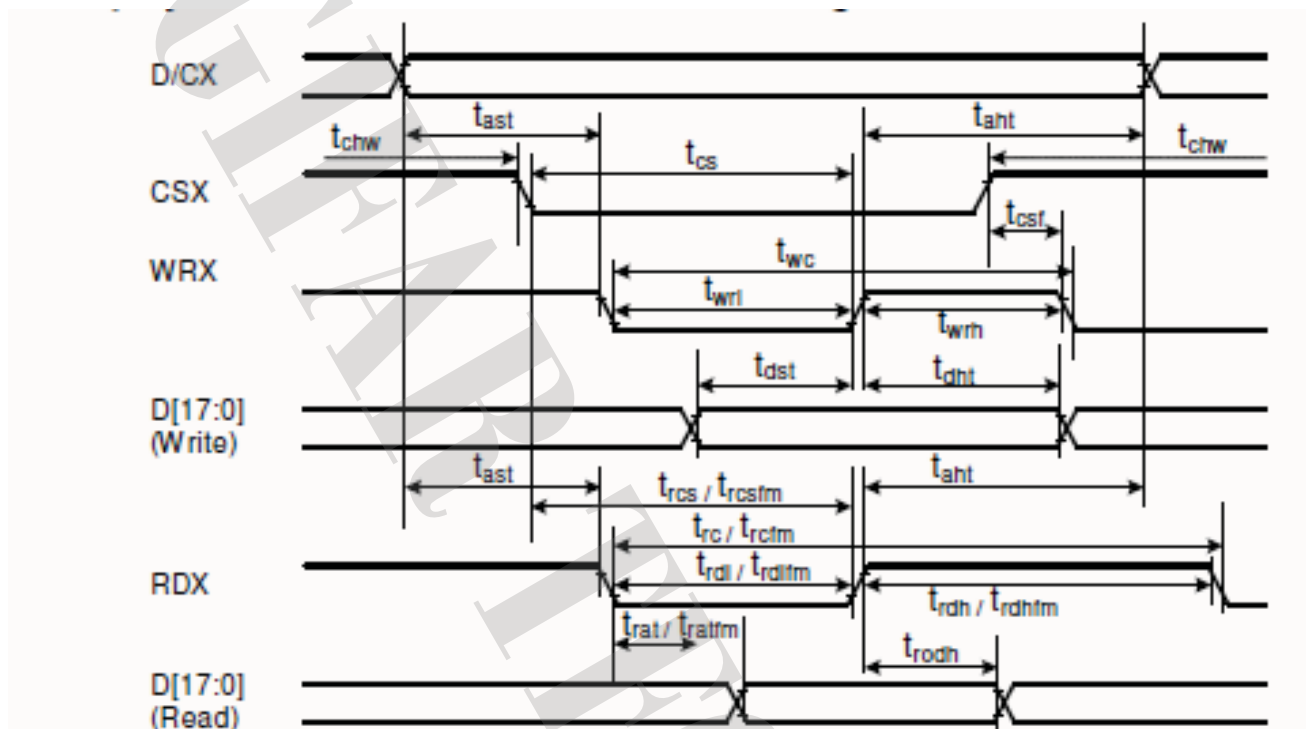 D/CX
tast
taht
tchw
tchw
tcs
CSX
tcsf
twc
WRX
twrl
twrh
tdst
tdht
D[17:0]
(Write)
tast
trcs / trcsfm
taht
trc / trcfm
trdl / trdlfm
RDX
trdh / trdhfm
trat / tratfm
trodh
D[17:0]
(Read)